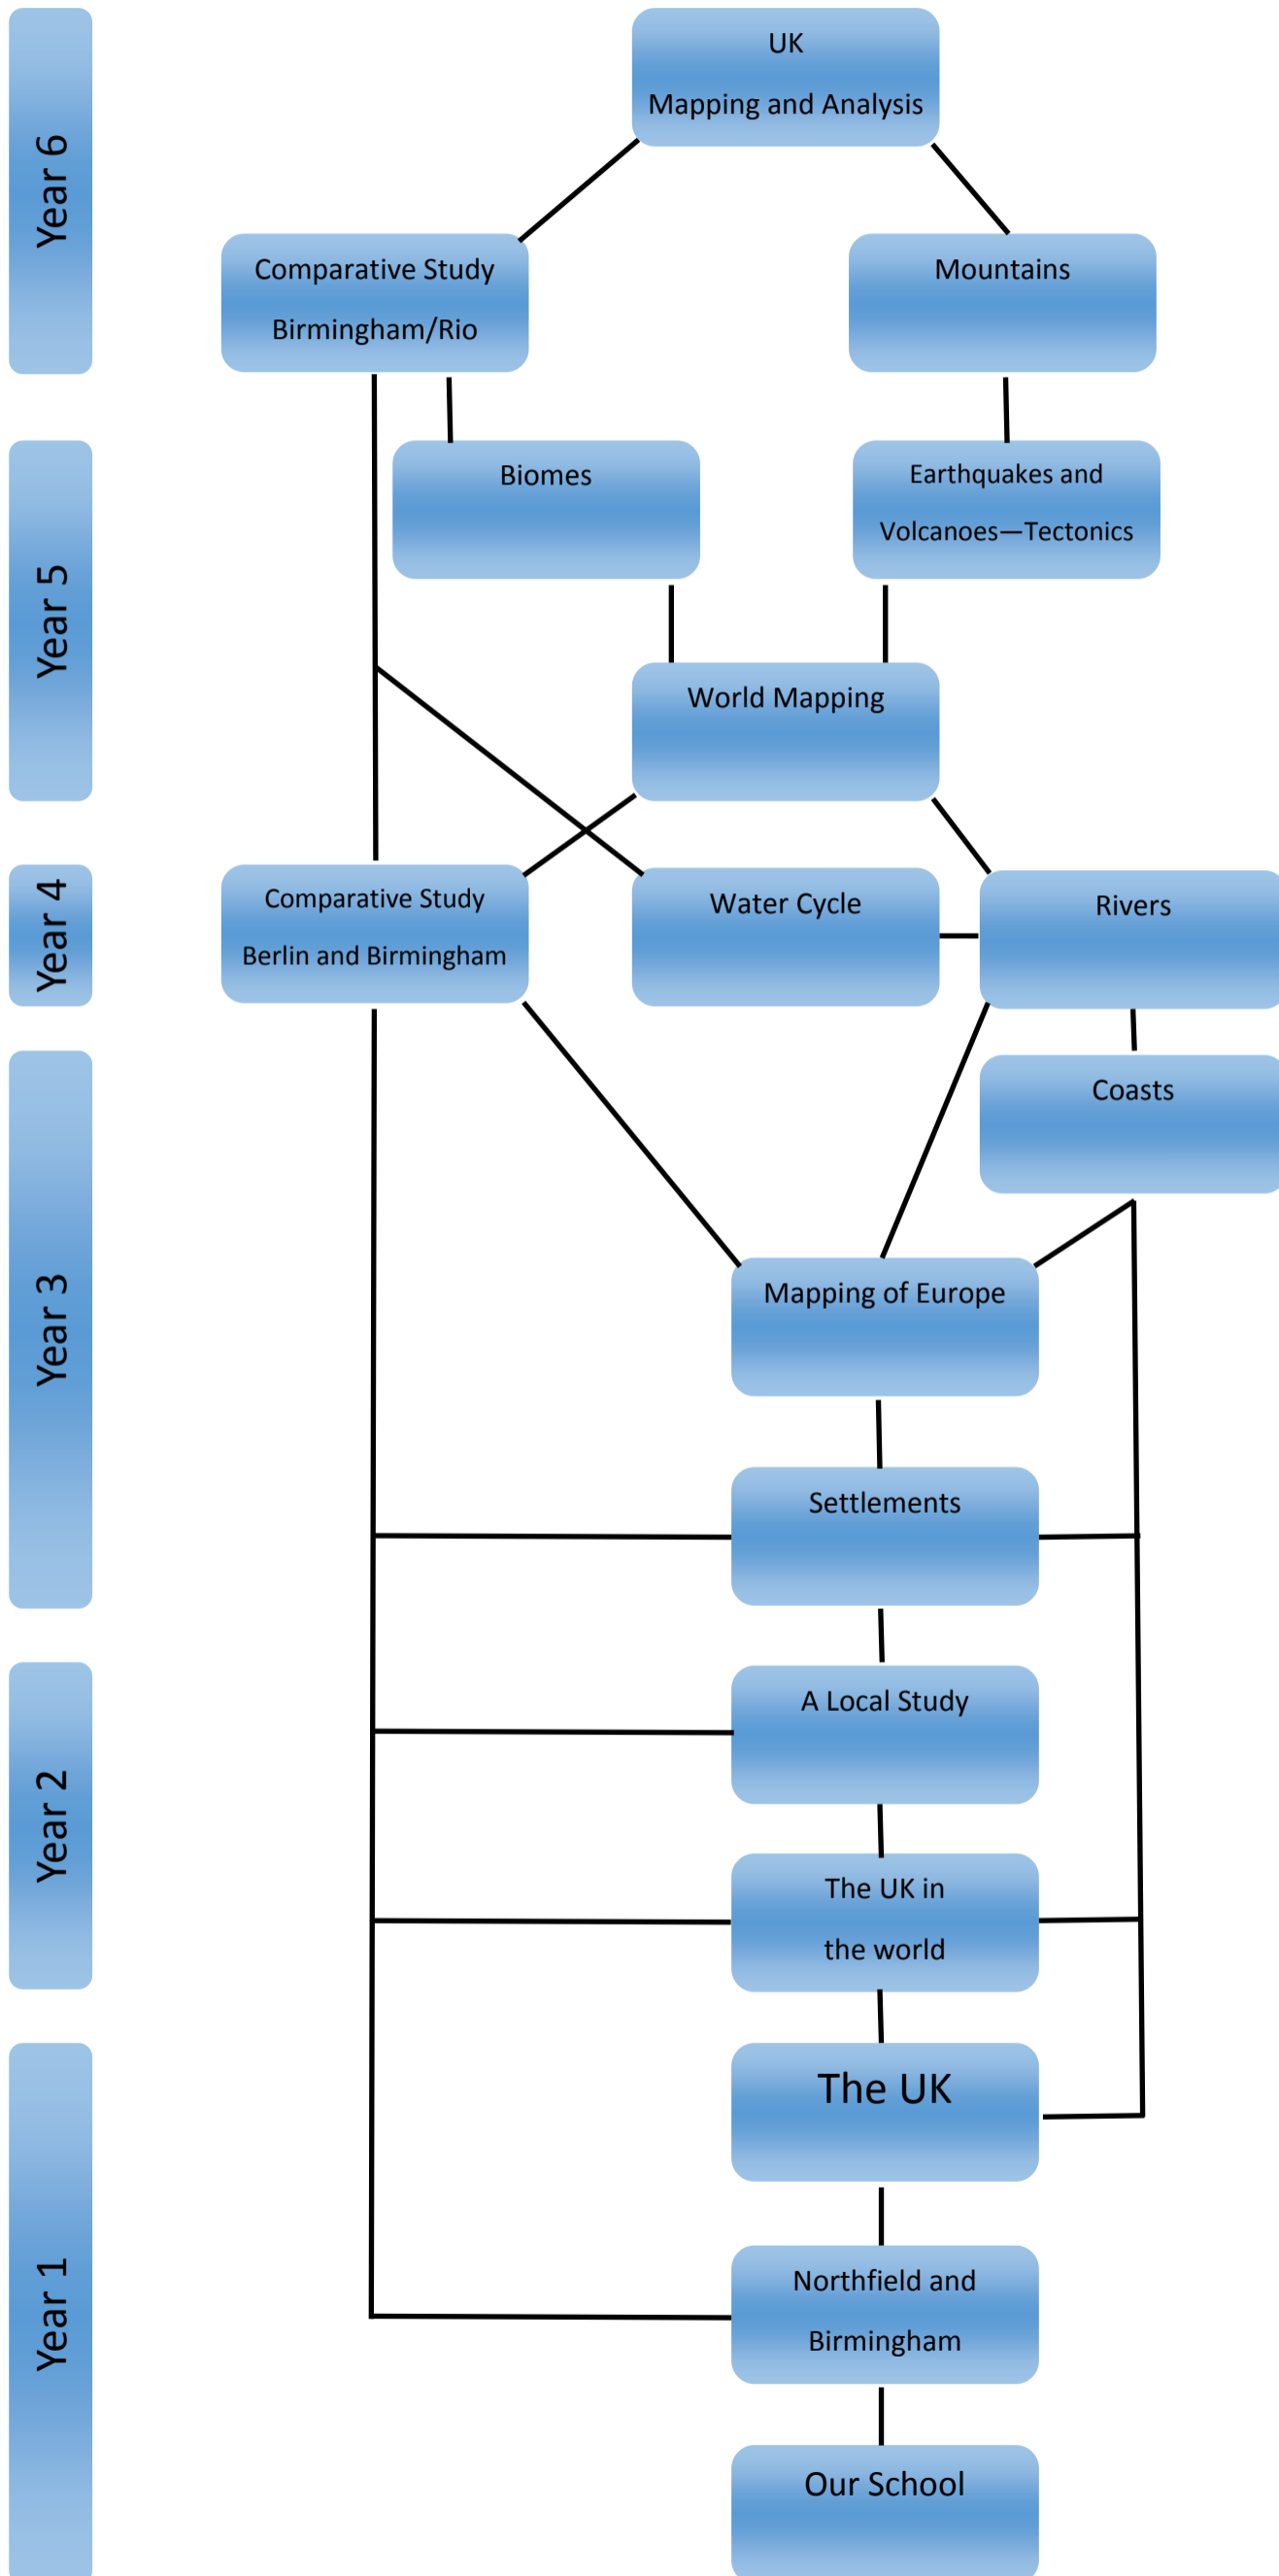 Year 6
UK
Mapping and Analysis
Comparative Study
Birmingham/Rio
Mountains
Year 5
Biomes
Earthquakes and
Volcanoes—Tectonics
World Mapping
Year 4
Comparative Study
Berlin and Birmingham
Water Cycle
Rivers
Year 3
Coasts
Mapping of Europe
Settlements
Year 2
A Local Study
The UK in
the world
Year 1
The UK
Northfield and
Birmingham
Our School